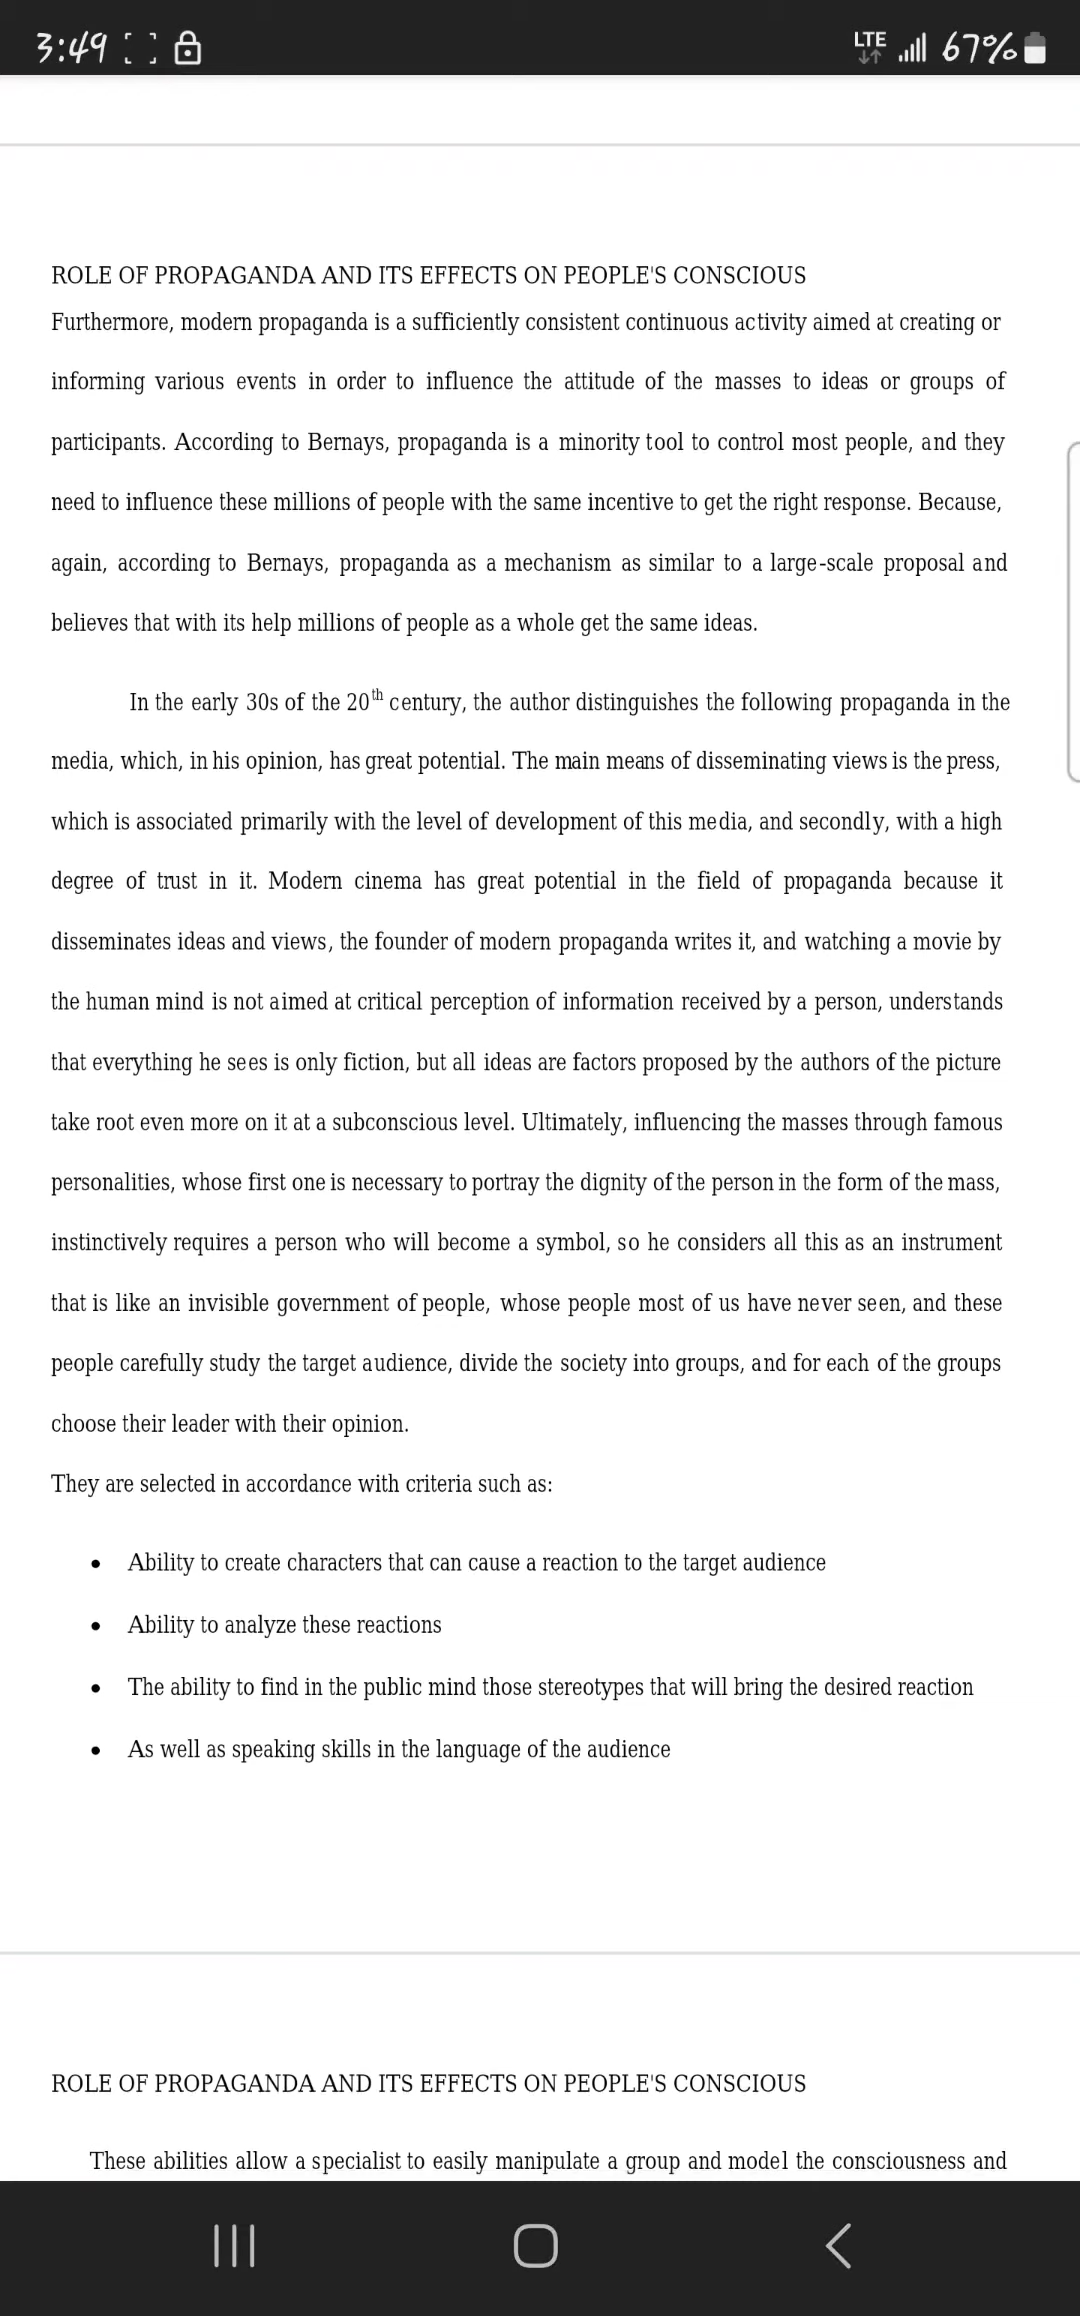 3:49
LTE 67%
ROLE OF PROPAGANDA AND ITS EFFECTS ON PEOPLE'S CONSCIOUS
Furthermore, modern propaganda is a sufficiently consistent continuous activity aimed at creating or
informing various events in order to influence the attitude of the masses to ideas or groups of
participants. According to Bernays, propaganda is a minority tool to control most people, and they
need to influence these millions of people with the same incentive to get the right response. Because,
again, according to Bernays, propaganda as a mechanism as similar to a large-scale proposal and
believes that with its help millions of people as a whole get the same ideas.
In the early 30s of the 20th century, the author distinguishes the following propaganda in the
media, which, in his opinion, has great potential. The main means of disseminating views is the press,
which is associated primarily with the level of development of this media, and secondly, with a high
degree of trust in it. Modern cinema has great potential in the field of propaganda because it
disseminates ideas and views, the founder of modern propaganda writes it, and watching a movie by
the human mind is not aimed at critical perception of information received by a person, understands
that everything he sees is only fiction, but all ideas are factors proposed by the authors of the picture
take root even more on it at a subconscious level. Ultimately, influencing the masses through famous
personalities, whose first one is necessary to portray the dignity of the person in the form of the mass,
instinctively requires a person who will become a symbol, so he considers all this as an instrument
that is like an invisible government of people, whose people most of us have never seen, and these
people carefully study the target audience, divide the society into groups, and for each of the groups
choose their leader with their opinion.
They are selected in accordance with criteria such as:
• Ability to create characters that can cause a reaction to the target audience
• Ability to analyze these reactions
• The ability to find in the public mind those stereotypes that will bring the desired reaction
• As well as speaking skills in the language of the audience
ROLE OF PROPAGANDA AND ITS EFFECTS ON PEOPLE'S CONSCIOUS
These abilities allow a specialist to easily manipulate a group and model the consciousness and